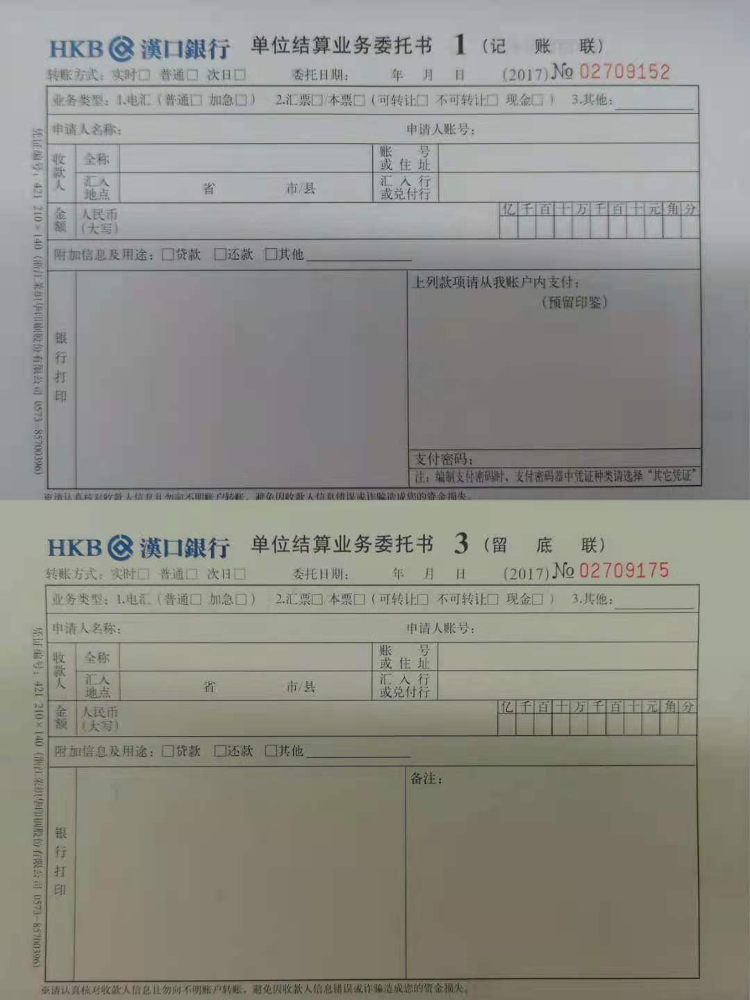 HKB 漢口銀行 单位结算业务委托书 1 (记 账 联)
转账方式: 实时□ 普通□ 次日□ 委托日期: 年 月 日 (2017) № 02709152
业务类型: 1.电汇(普通□ 加急□) 2.汇票□/本票□(可转让□ 不可转让□ 现金□) 3.其他:
申请人名称: 申请人账号:
收款人 全称 账号或住址
汇入地点 省 市/县 汇入行或兑付行
金额 人民币(大写) 亿千百十万千百十元角分
附加信息及用途: □贷款 □还款 □其他
银行打印 上列款项请从我账户内支付:
(预留印鉴)
支付密码:
注: 编制支付密码时、支付密码器中凭证种类请选择“其它凭证”
※请认真核对收款人信息且勿向不明账户转账, 避免因收款人信息错误或诈骗造成您的资金损失。
凭证编号: 421 210×140 0573-85700396)
HKB 漢口銀行 单位结算业务委托书 3 (留 底 联)
转账方式: 实时□ 普通□ 次日□ 委托日期: 年 月 日 (2017) № 02709175
业务类型: 1.电汇(普通□ 加急□) 2.汇票□/本票□(可转让□ 不可转让□ 现金□) 3.其他:
申请人名称: 申请人账号:
收款人 全称 账号或住址
汇入地点 省 市/县 汇入行或兑付行
金额 人民币(大写) 亿千百十万千百十元角分
附加信息及用途: □贷款 □还款 □其他
银行打印 备注:
※请认真核对收款人信息且勿向不明账户转账, 避免因收款人信息错误或诈骗造成您的资金损失。
凭证编号: 421 210×140 0573-85700396)